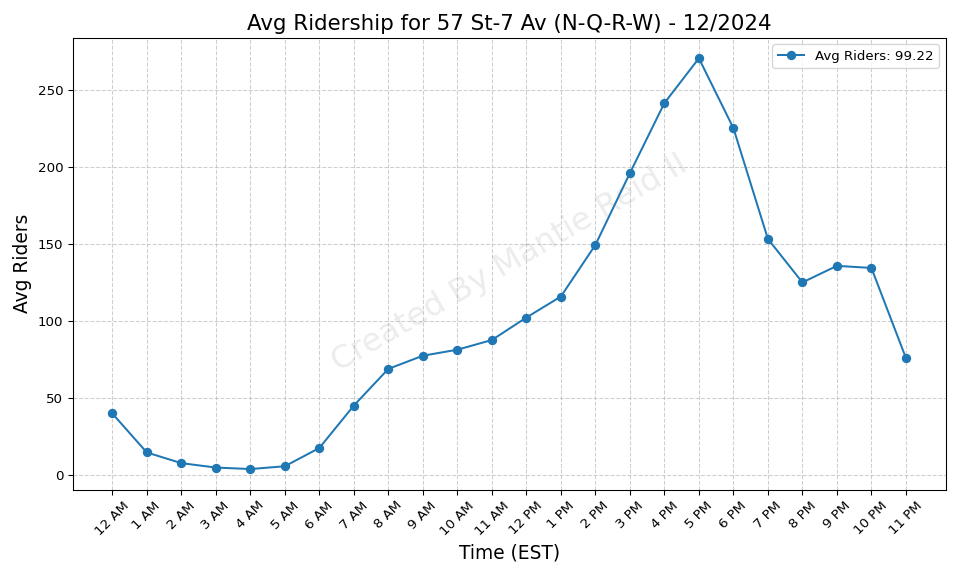 Avg Ridership for 57 St-7 Av (N-Q-R-W) - 12/2024
Avg Riders: 99.22
250
200
150
100
50
0
Avg Riders
Created By Mantle Reid II
12 AM
1 AM
2 AM
3 AM
4 AM
5 AM
6 AM
7 AM
8 AM
9 AM
10 AM
11 AM
12 PM
1 PM
2 PM
3 PM
4 PM
5 PM
6 PM
7 PM
8 PM
9 PM
10 PM
11 PM
Time (EST)